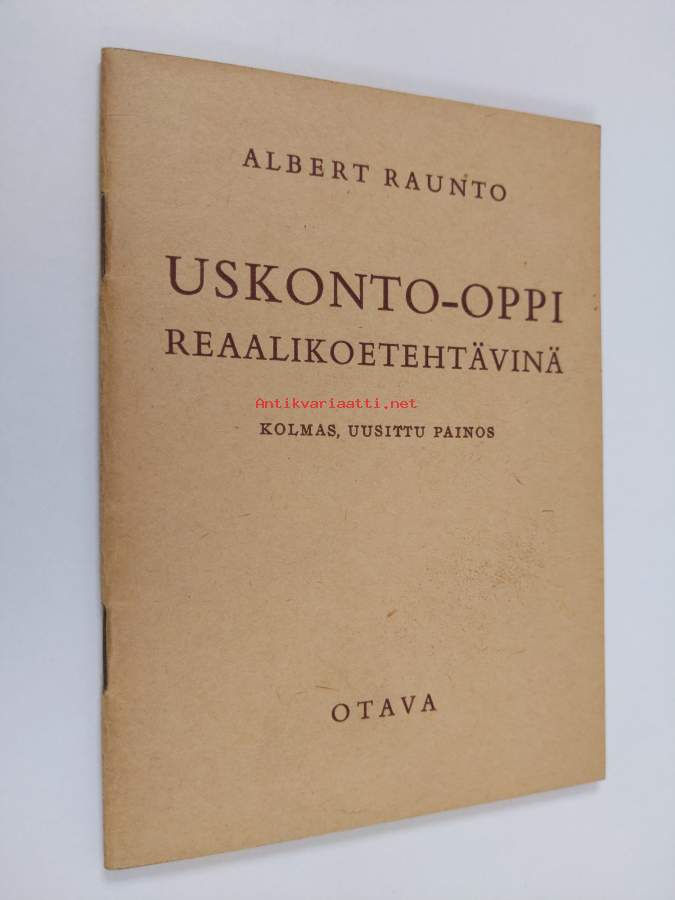 ALBERT RAUNTO
USKONTO-OPPI
REAALIKOETEHTÄVINÄ
Antikvariaatti.net
KOLMAS, UUSITTU PAINOS
OTAVA